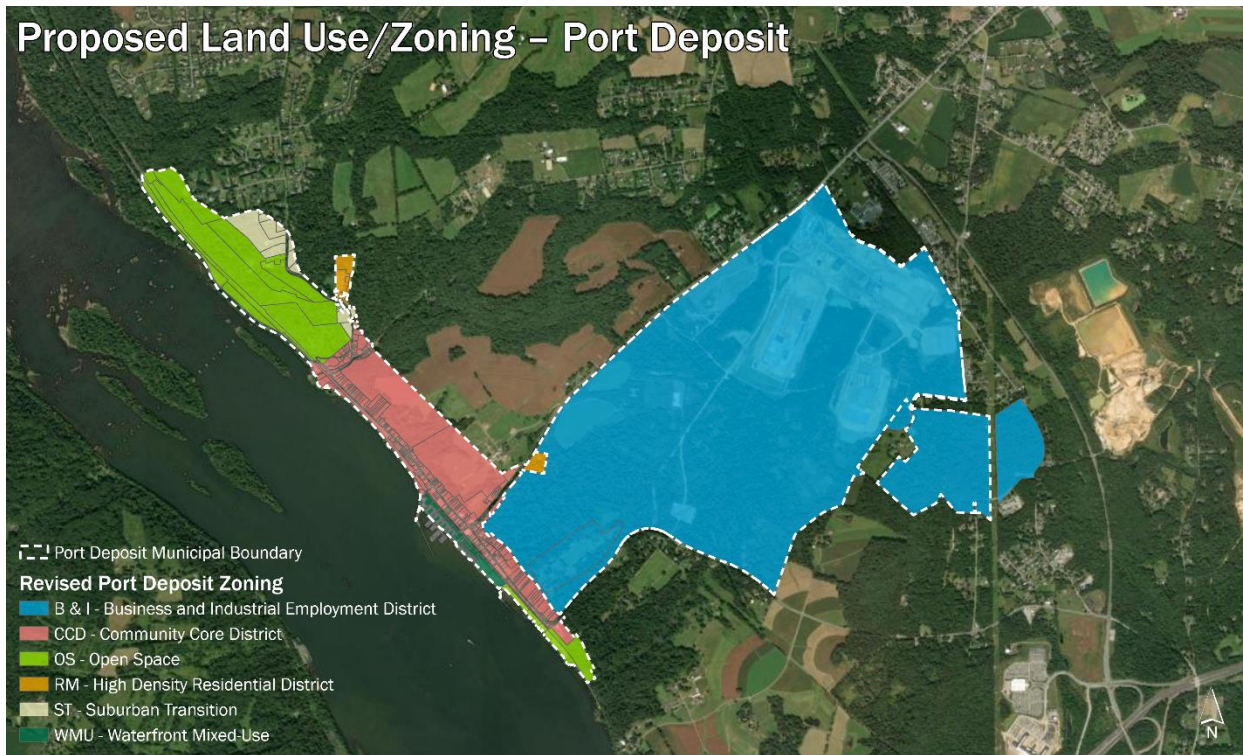 Proposed Land Use/Zoning – Port Deposit
Port Deposit Municipal Boundary
Revised Port Deposit Zoning
B & I - Business and Industrial Employment District
CCD - Community Core District
OS - Open Space
RM - High Density Residential District
ST - Suburban Transition
WMU - Waterfront Mixed-Use
N